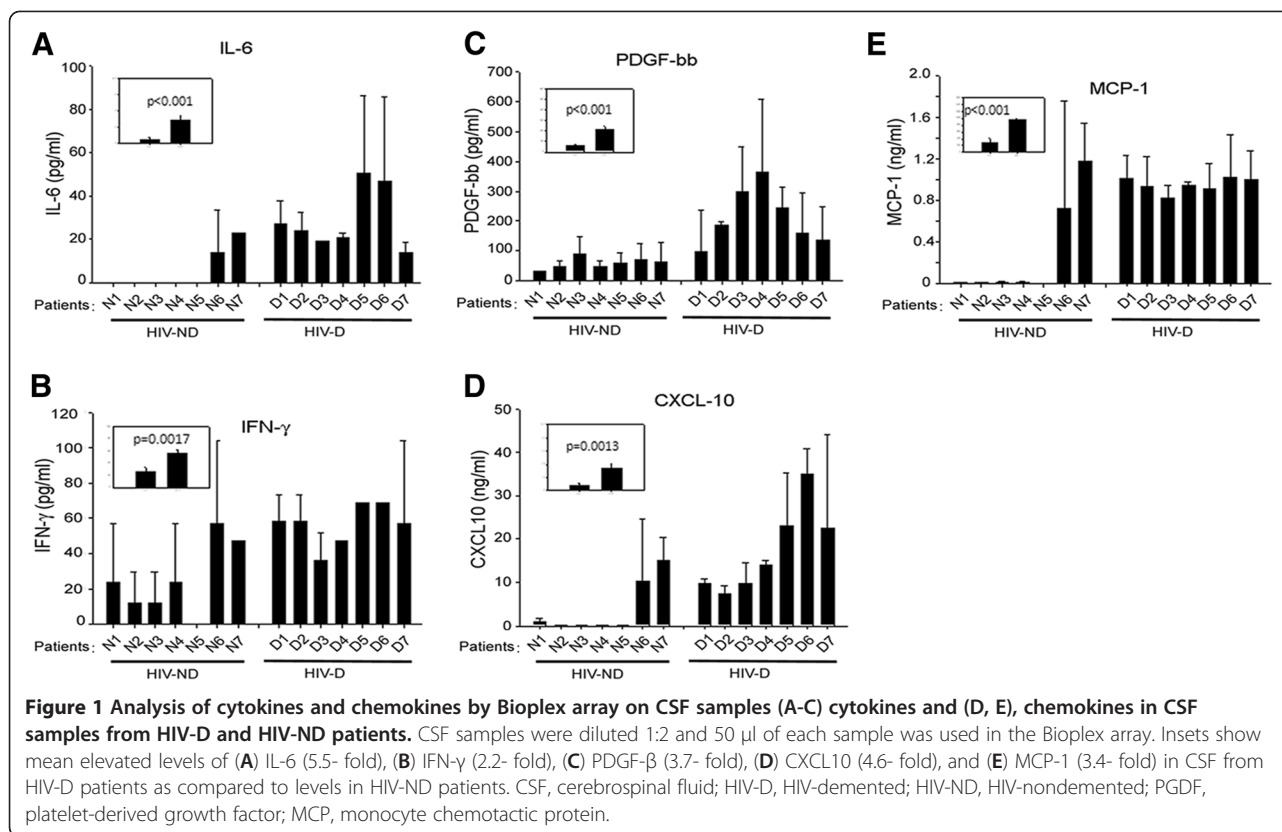 A
IL-6
IL-6 (pg/ml)
100
80
60
40
20
0
p<0.001
Patients: N1 N2 N3 N4 N5 N6 N7 D1 D2 D3 D4 D5 D6 D7
HIV-ND HIV-D
C
PDGF-bb
PDGF-bb (pg/ml)
700
600
500
400
300
200
100
0
p<0.001
Patients: N1 N2 N3 N4 N5 N6 N7 D1 D2 D3 D4 D5 D6 D7
HIV-ND HIV-D
E
MCP-1
MCP-1 (ng/ml)
2.0
1.6
1.2
0.8
0.4
0
p<0.001
Patients: N1 N2 N3 N4 N5 N6 N7 D1 D2 D3 D4 D5 D6 D7
HIV-ND HIV-D
B
IFN-γ
IFN-γ (pg/ml)
120
100
80
60
40
20
0
p=0.0017
Patients: N1 N2 N3 N4 N5 N6 N7 D1 D2 D3 D4 D5 D6 D7
HIV-ND HIV-D
D
CXCL-10
CXCL10 (ng/ml)
50
40
30
20
10
0
p=0.0013
Patients: N1 N2 N3 N4 N5 N6 N7 D1 D2 D3 D4 D5 D6 D7
HIV-ND HIV-D
Figure 1 Analysis of cytokines and chemokines by Bioplex array on CSF samples (A-C) cytokines and (D, E), chemokines in CSF
samples from HIV-D and HIV-ND patients. CSF samples were diluted 1:2 and 50 μl of each sample was used in the Bioplex array. Insets show
mean elevated levels of (A) IL-6 (5.5- fold), (B) IFN-γ (2.2- fold), (C) PDGF-β (3.7- fold), (D) CXCL10 (4.6- fold), and (E) MCP-1 (3.4- fold) in CSF from
HIV-D patients as compared to levels in HIV-ND patients. CSF, cerebrospinal fluid; HIV-D, HIV-demented; HIV-ND, HIV-nondemented; PGDF,
platelet-derived growth factor; MCP, monocyte chemotactic protein.